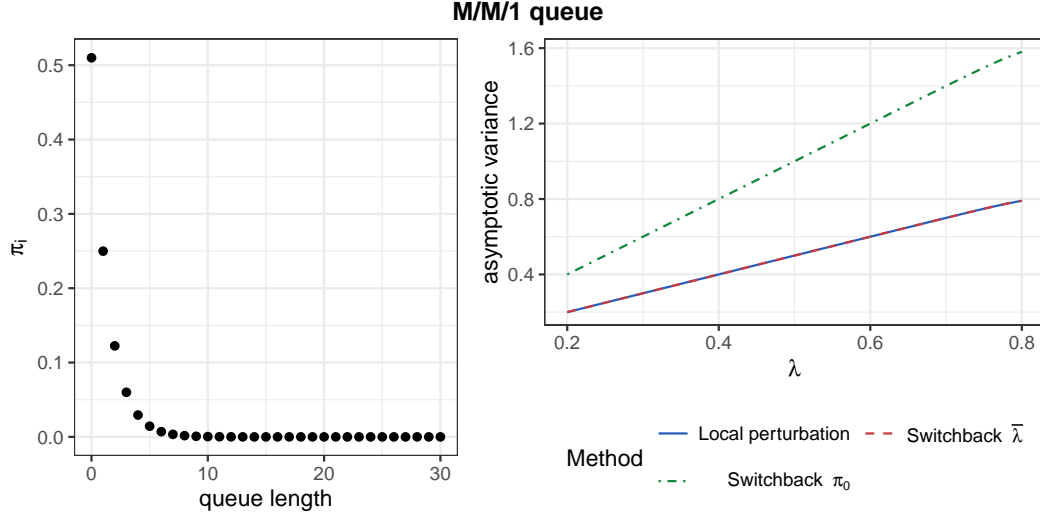 M/M/1 queue
0.5
0.4
0.3
0.2
0.1
0.0
πi
0
10
20
30
queue length
1.6
1.2
0.8
0.4
asymptotic variance
0.2
0.4
0.6
0.8
λ
Method
Local perturbation
Switchback λ̅
Switchback π0